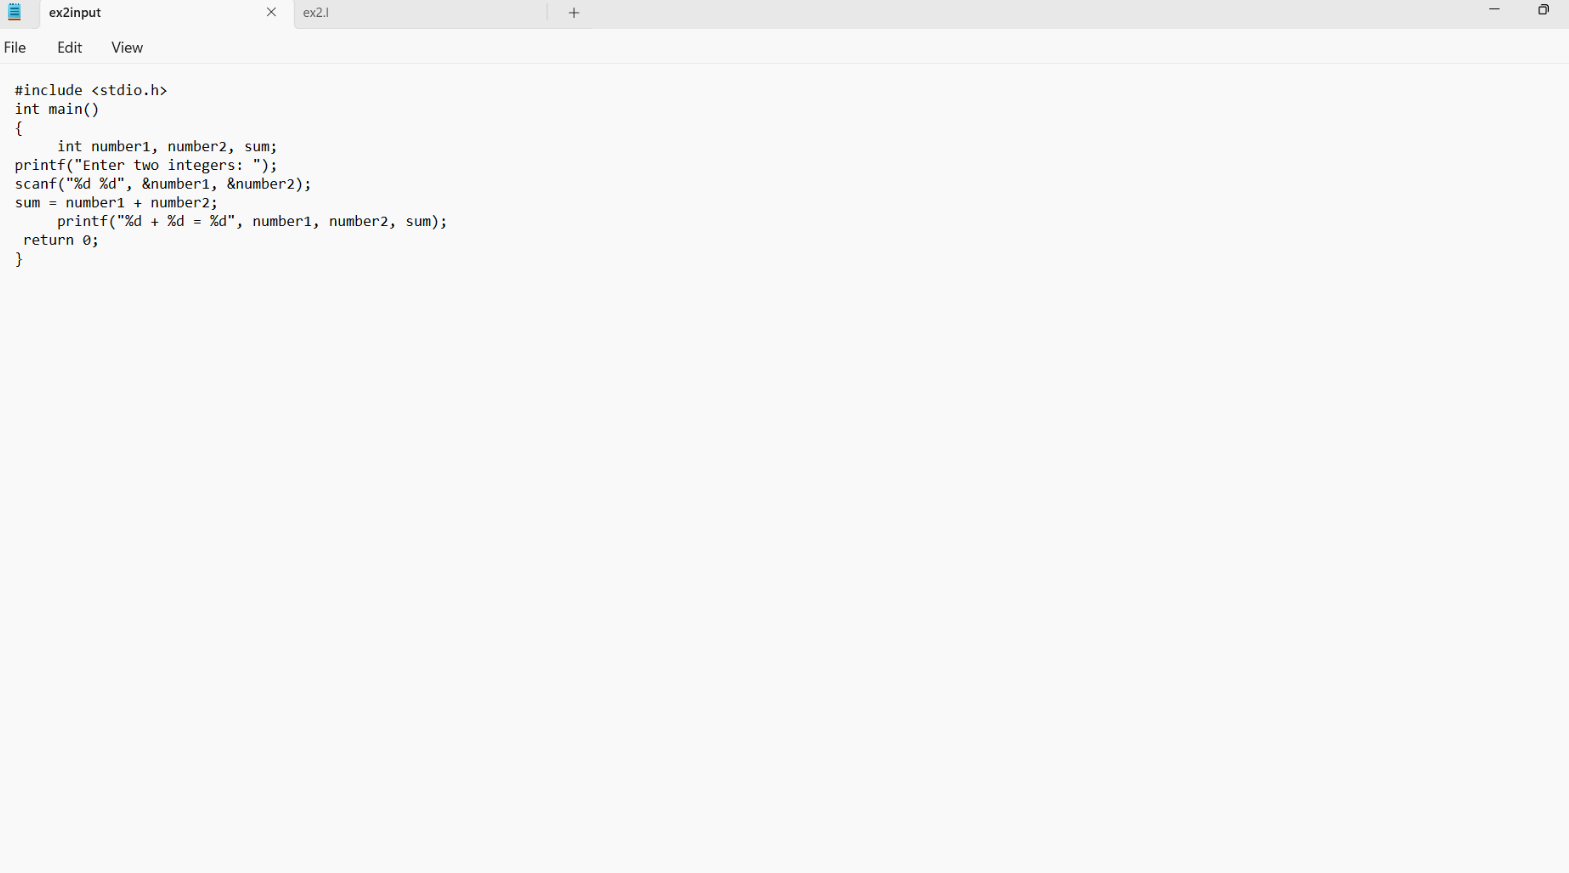 ex2input
ex2.l
File Edit View
#include <stdio.h>
int main()
{
     int number1, number2, sum;
printf("Enter two integers: ");
scanf("%d %d", &number1, &number2);
sum = number1 + number2;
     printf("%d + %d = %d", number1, number2, sum);
 return 0;
}